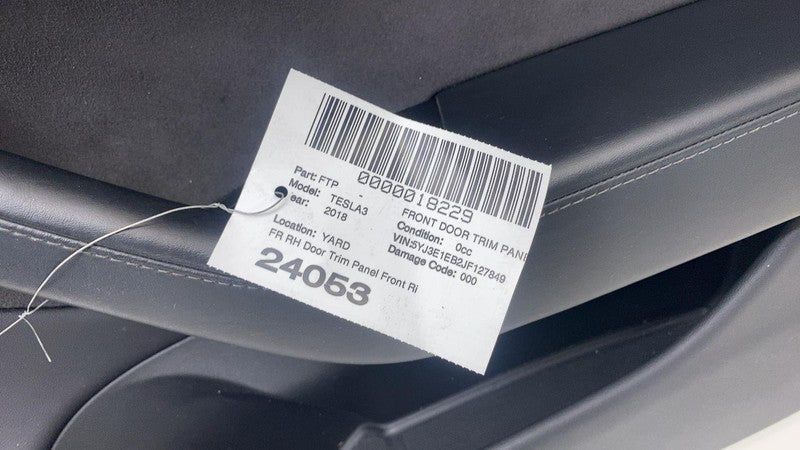 0000018229
Part: FTP - FRONT DOOR TRIM PANE
Model: TESLA3 Condition: 0cc
ear: 2018 VIN:5YJ3E1EB2JF127849
Location: YARD Damage Code: 000
FR RH Door Trim Panel Front Ri
24053